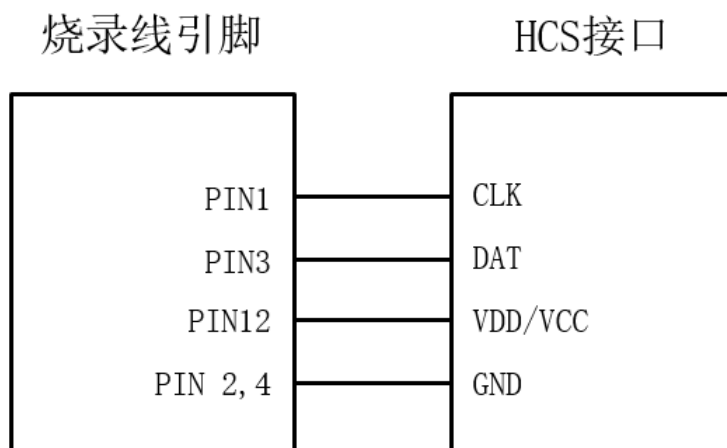 烧录线引脚 HCS接口
PIN1 CLK
PIN3 DAT
PIN12 VDD/VCC
PIN 2,4 GND